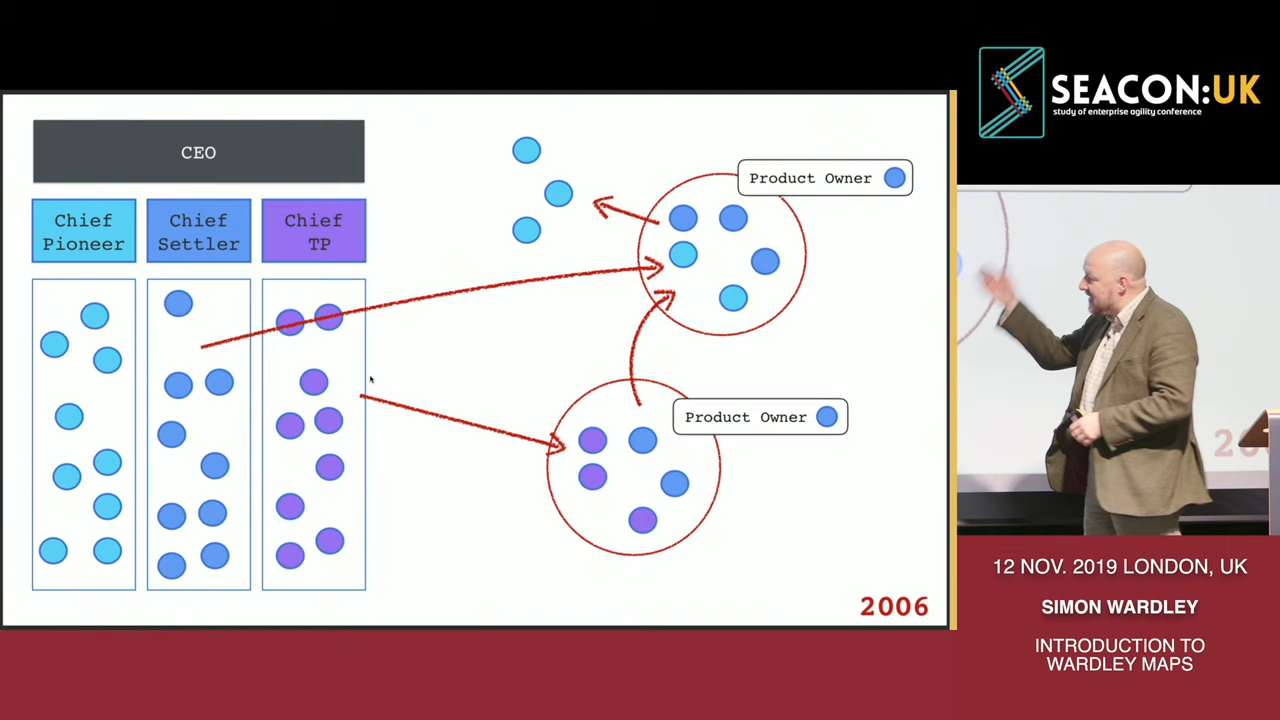 CEO
Chief
Pioneer
Chief
Settler
Chief
TP
Product Owner
Product Owner
2006
SEACON:UK
study of enterprise agility conference
12 NOV. 2019 LONDON, UK
SIMON WARDLEY
INTRODUCTION TO
WARDLEY MAPS